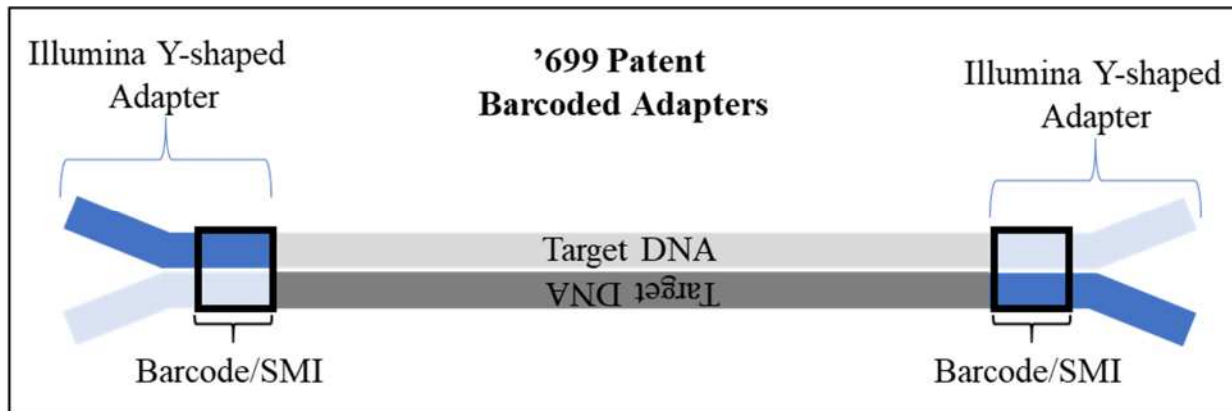 Illumina Y-shaped
Adapter
’699 Patent
Barcoded Adapters
Illumina Y-shaped
Adapter
Target DNA
Target DNA
Barcode/SMI
Barcode/SMI